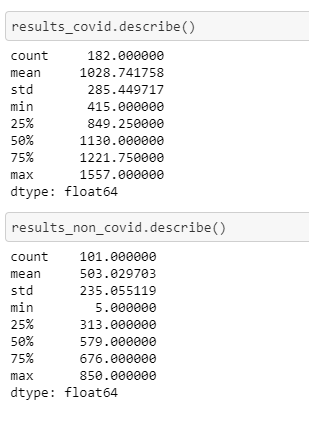 results_covid.describe()
count 182.000000
mean 1028.741758
std 285.449717
min 415.000000
25% 849.250000
50% 1130.000000
75% 1221.750000
max 1557.000000
dtype: float64
results_non_covid.describe()
count 101.000000
mean 503.029703
std 235.055119
min 5.000000
25% 313.000000
50% 579.000000
75% 676.000000
max 850.000000
dtype: float64